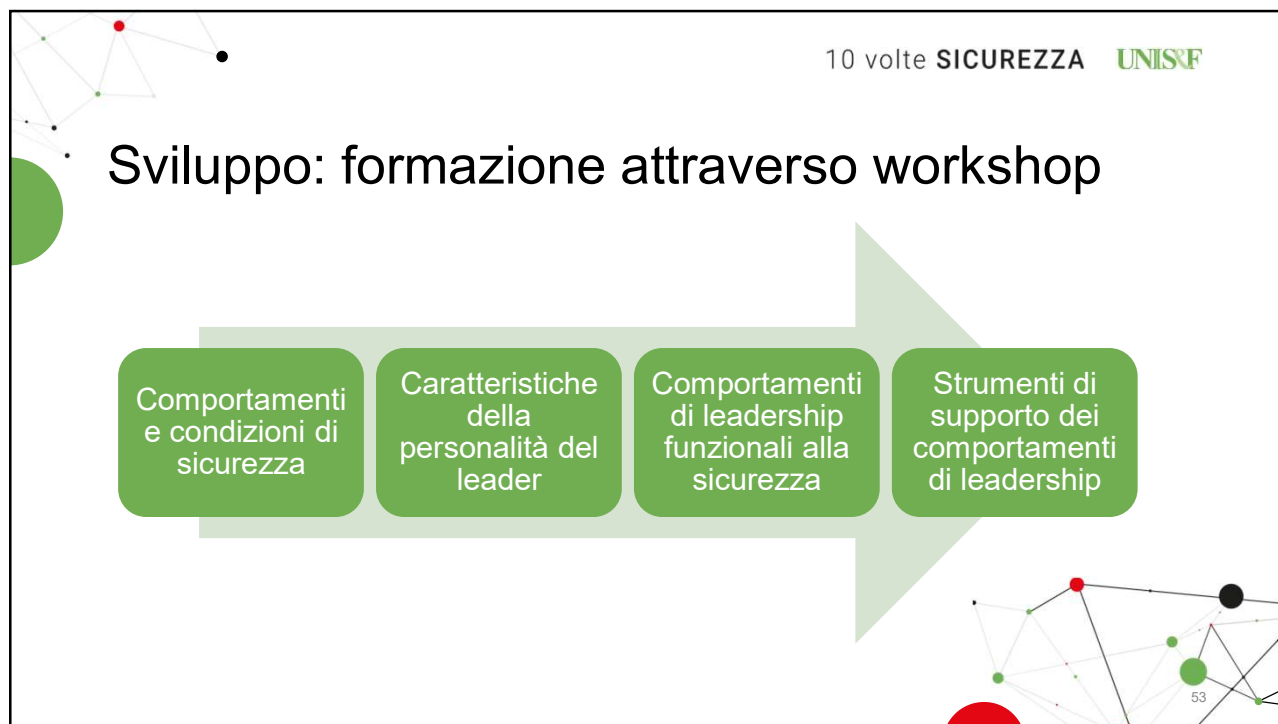 10 volte SICUREZZA UNIS&F
Sviluppo: formazione attraverso workshop
Comportamenti
e condizioni di
sicurezza
Caratteristiche
della
personalità del
leader
Comportamenti
di leadership
funzionali alla
sicurezza
Strumenti di
supporto dei
comportamenti
di leadership
53